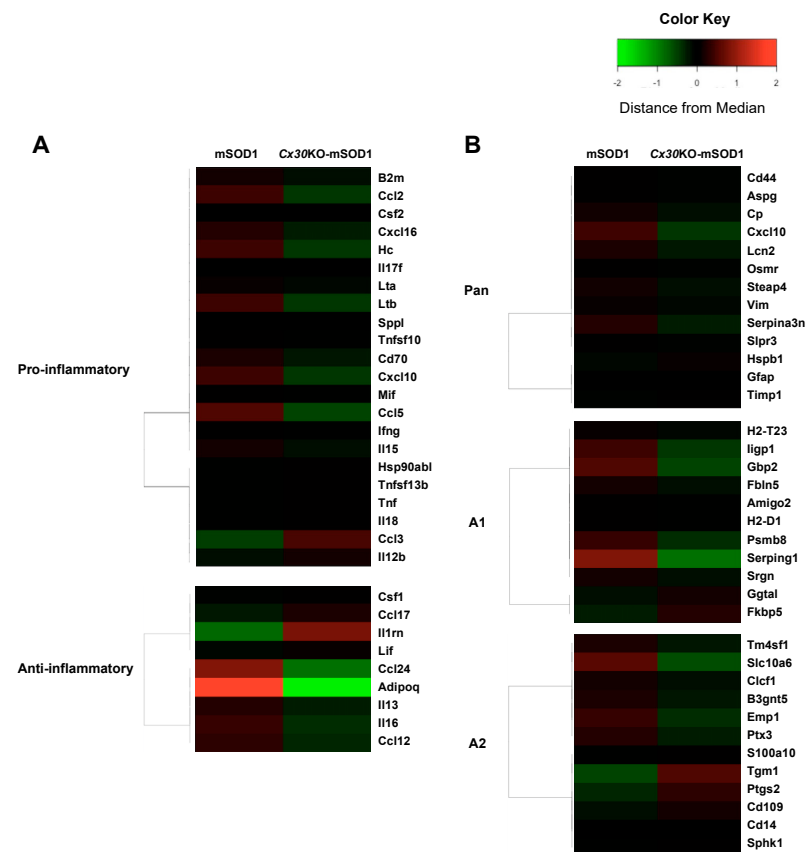 Color Key
-2 -1 0 1 2
Distance from Median
A
mSOD1 Cx30KO-mSOD1
Pro-inflammatory
B2m
Ccl2
Csf2
Cxcl16
Hc
Il17f
Lta
Ltb
Sppl
Tnfsf10
Cd70
Cxcl10
Mif
Ccl5
Ifng
Il15
Hsp90abl
Tnfsf13b
Tnf
Il18
Ccl3
Il12b
Anti-inflammatory
Csf1
Ccl17
Il1rn
Lif
Ccl24
Adipoq
Il13
Il16
Ccl12
B
mSOD1 Cx30KO-mSOD1
Pan
Cd44
Aspg
Cp
Cxcl10
Lcn2
Osmr
Steap4
Vim
Serpina3n
Slpr3
Hspb1
Gfap
Timp1
A1
H2-T23
Iigp1
Gbp2
Fbln5
Amigo2
H2-D1
Psmb8
Serping1
Srgn
Ggtal
Fkbp5
A2
Tm4sf1
Slc10a6
Clcf1
B3gnt5
Emp1
Ptx3
S100a10
Tgm1
Ptgs2
Cd109
Cd14
Sphk1